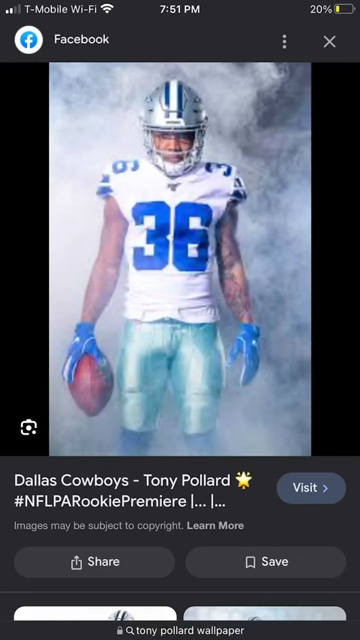 T-Mobile Wi-Fi
7:51 PM
20%
Facebook
36
36
Dallas Cowboys - Tony Pollard 🌟
#NFLPARookiePremiere |... |...
Visit >
Images may be subject to copyright. Learn More
Share
Save
tony pollard wallpaper